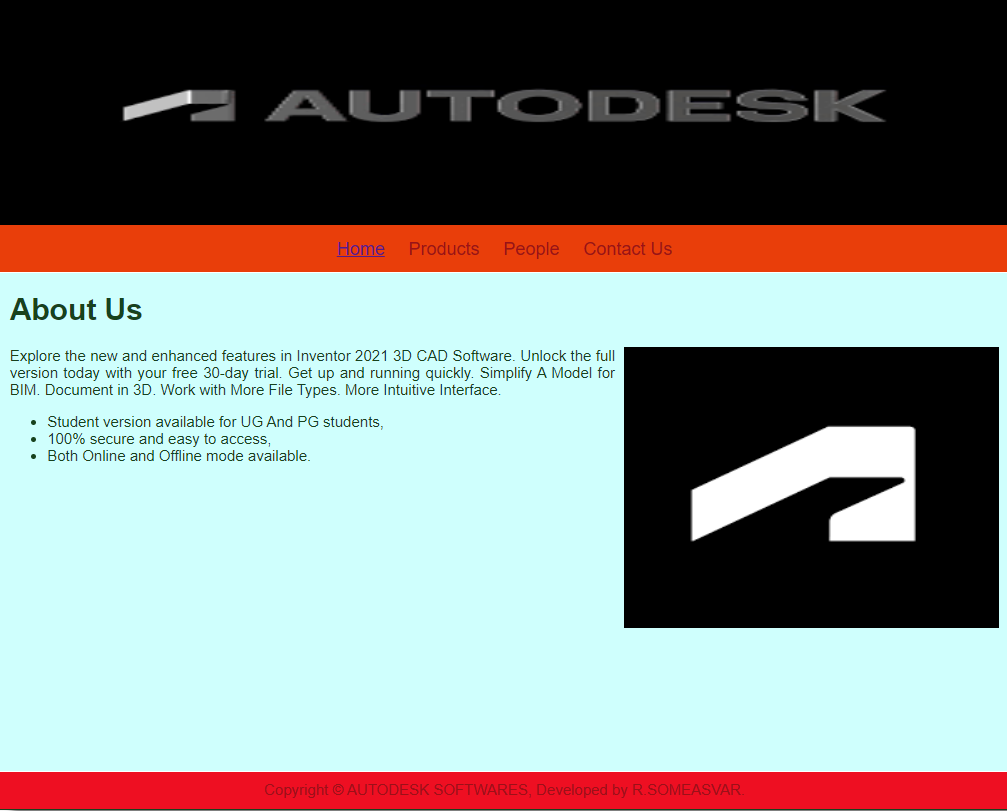 AUTODESK
Home Products People Contact Us
About Us
Explore the new and enhanced features in Inventor 2021 3D CAD Software. Unlock the full
version today with your free 30-day trial. Get up and running quickly. Simplify A Model for
BIM. Document in 3D. Work with More File Types. More Intuitive Interface.
• Student version available for UG And PG students,
• 100% secure and easy to access,
• Both Online and Offline mode available.
Copyright © AUTODESK SOFTWARES, Developed by R.SOMEASVAR.